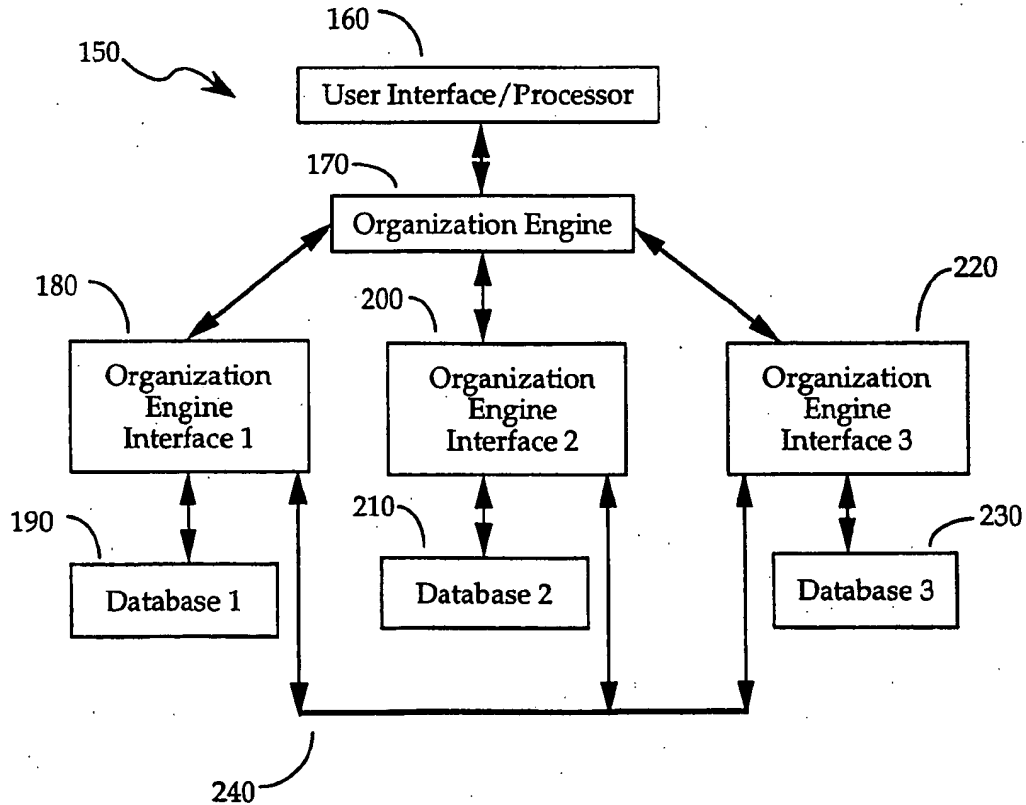 160
150
User Interface/Processor
170
Organization Engine
180
200
220
Organization
Engine
Interface 1
Organization
Engine
Interface 2
Organization
Engine
Interface 3
190
210
230
Database 1
Database 2
Database 3
240